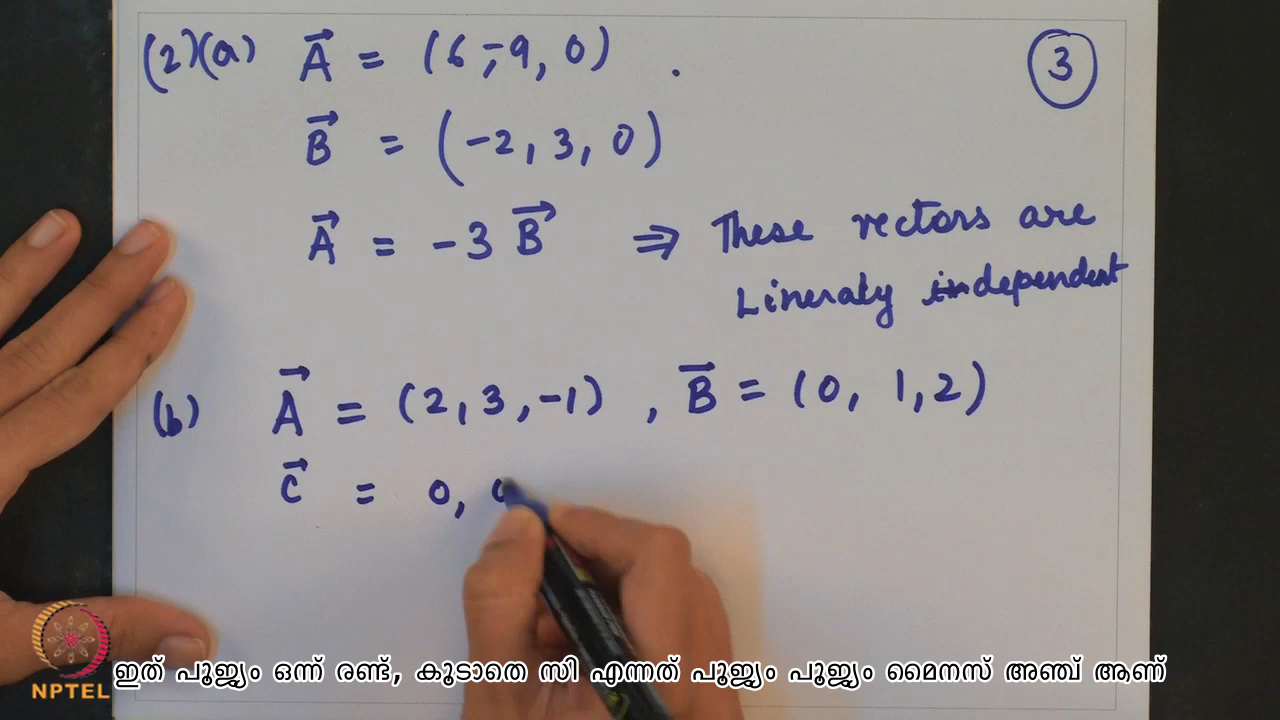 (2)(a) A⃗ = (6, -9, 0) .
3
B⃗ = (-2, 3, 0)
A⃗ = -3 B⃗ ⇒ These vectors are
Lineraly dependent
(b) A⃗ = (2, 3, -1) , B⃗ = (0, 1, 2)
C⃗ = 0, 0
ഇത് പൂജ്യം ഒന്ന് രണ്ട്, കൂടാതെ സി എന്നത് പൂജ്യം പൂജ്യം മൈനസ് അഞ്ച് ആണ്
NPTEL